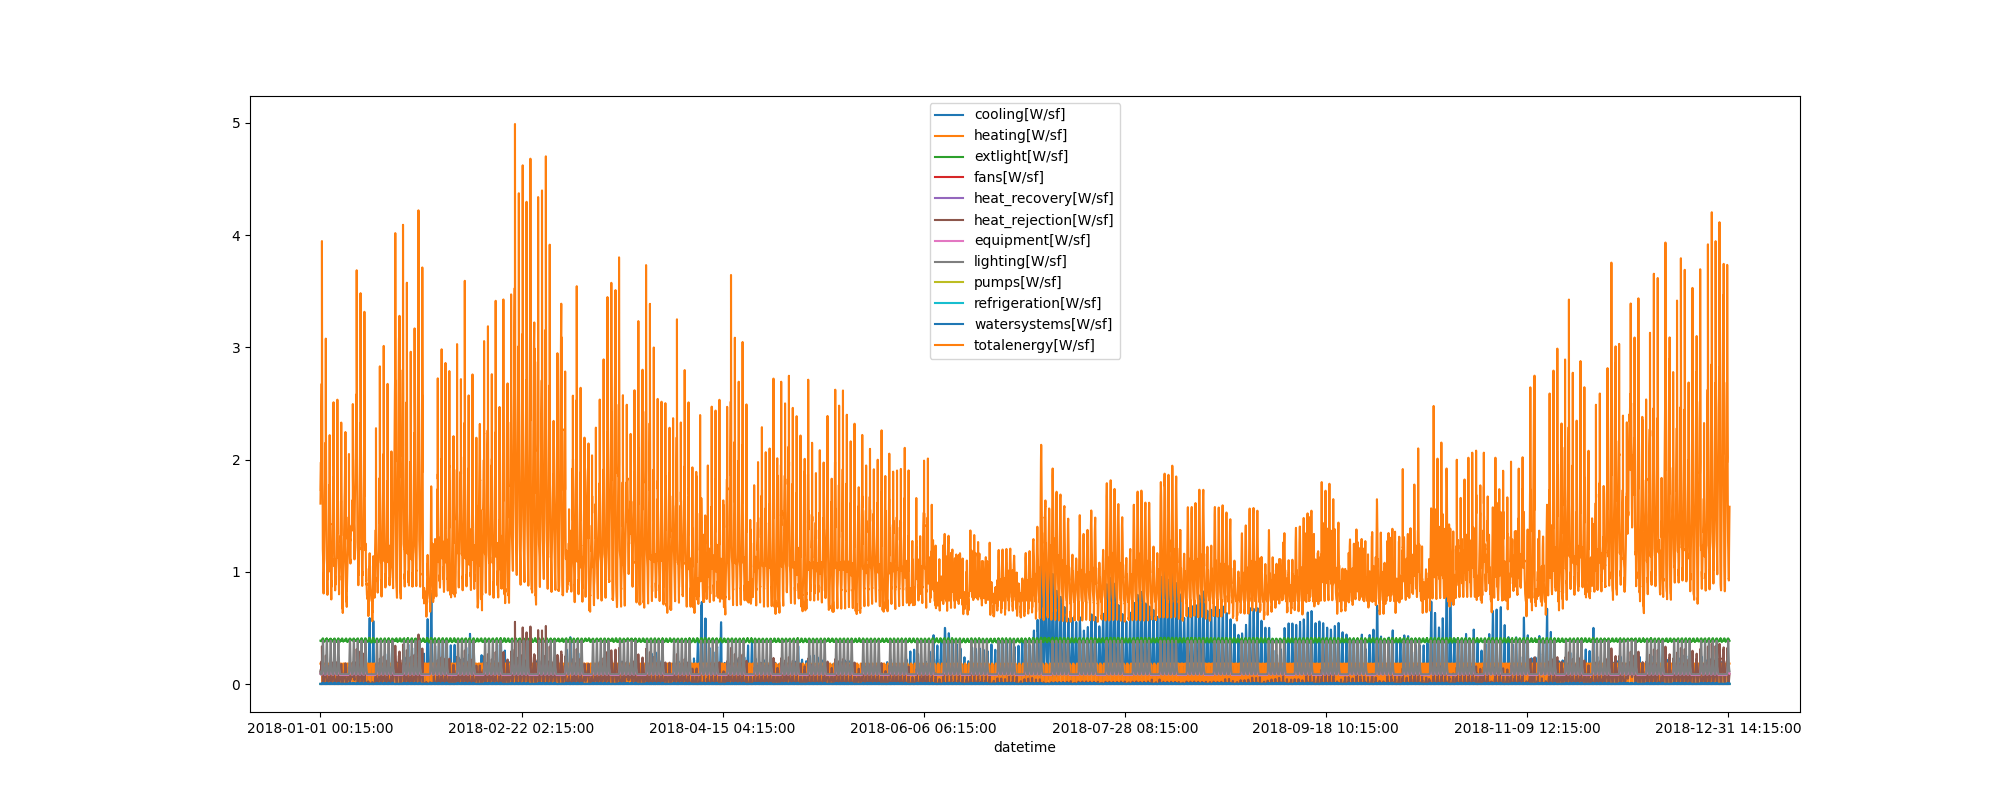 5
4
3
2
1
0
cooling[W/sf]
heating[W/sf]
extlight[W/sf]
fans[W/sf]
heat_recovery[W/sf]
heat_rejection[W/sf]
equipment[W/sf]
lighting[W/sf]
pumps[W/sf]
refrigeration[W/sf]
watersystems[W/sf]
totalenergy[W/sf]
2018-01-01 00:15:00 2018-02-22 02:15:00 2018-04-15 04:15:00 2018-06-06 06:15:00 2018-07-28 08:15:00 2018-09-18 10:15:00 2018-11-09 12:15:00 2018-12-31 14:15:00
datetime